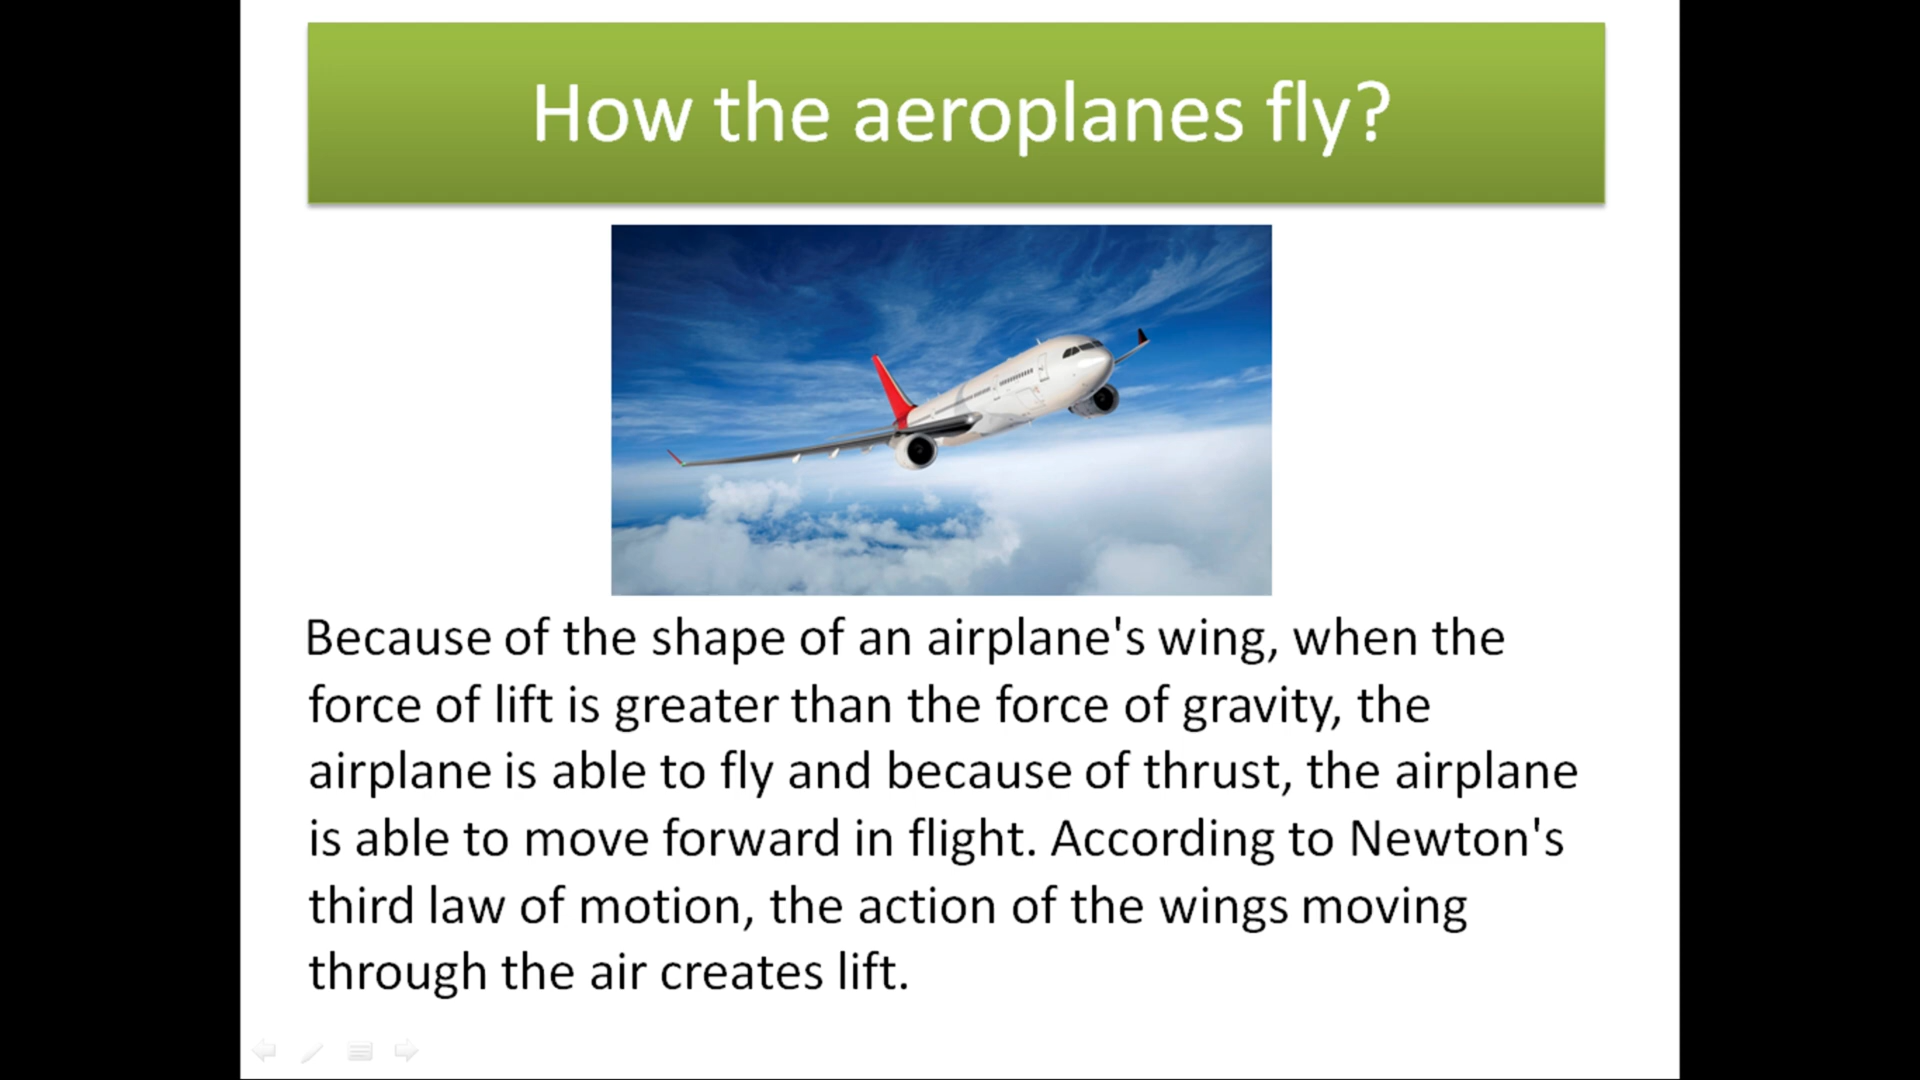 How the aeroplanes fly?
Because of the shape of an airplane's wing, when the
force of lift is greater than the force of gravity, the
airplane is able to fly and because of thrust, the airplane
is able to move forward in flight. According to Newton's
third law of motion, the action of the wings moving
through the air creates lift.